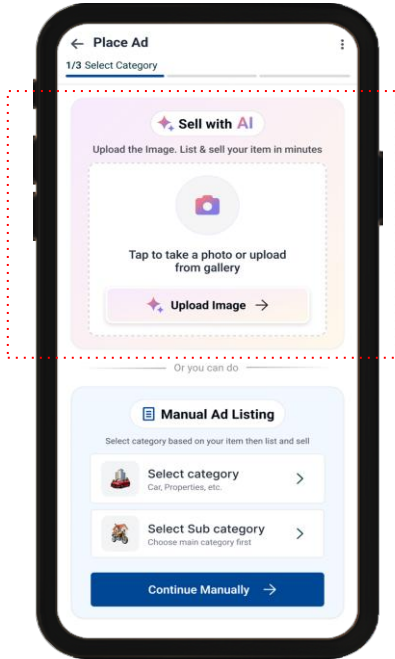 Place Ad
1/3 Select Category
Sell with AI
Upload the Image. List & sell your item in minutes
Tap to take a photo or upload
from gallery
Upload Image →
Or you can do
Manual Ad Listing
Select category based on your item then list and sell
Select category
Car, Properties, etc.
Select Sub category
Choose main category first
Continue Manually →